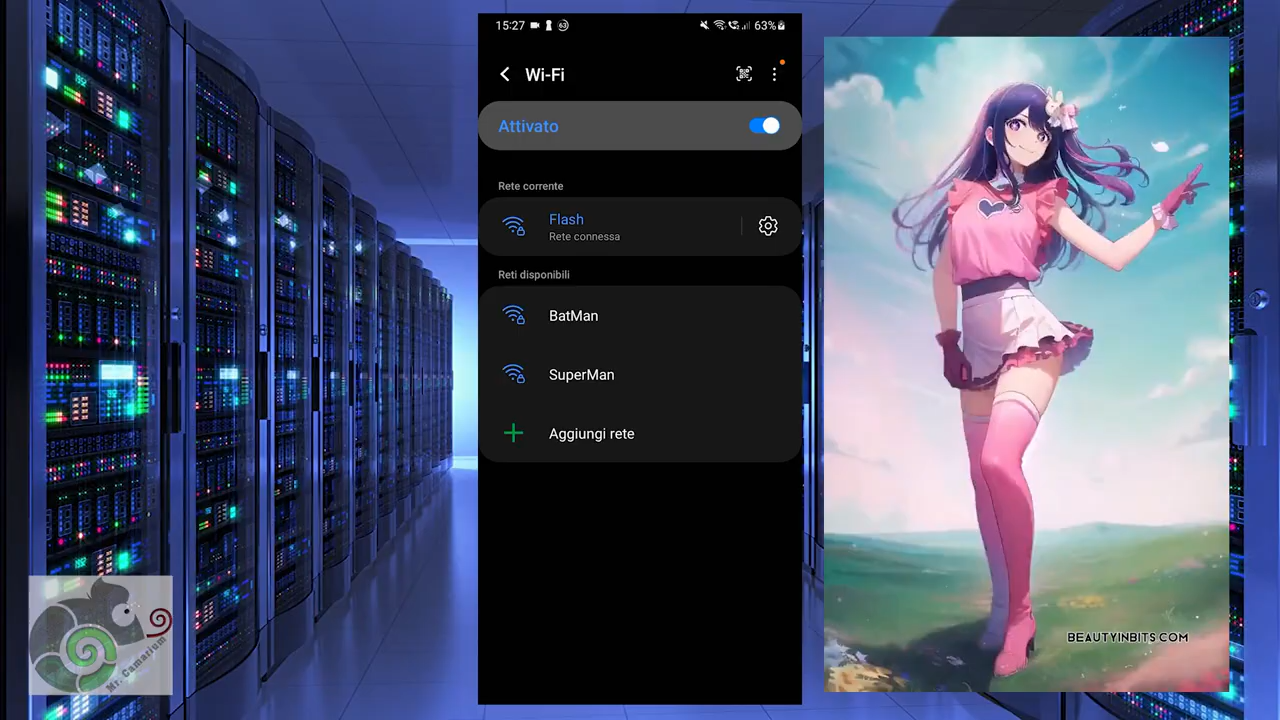 15:27
63
63%
Wi-Fi
Attivato
Rete corrente
Flash
Rete connessa
Reti disponibili
BatMan
SuperMan
Aggiungi rete
BEAUTYINBITS.COM
Mr. Camarium